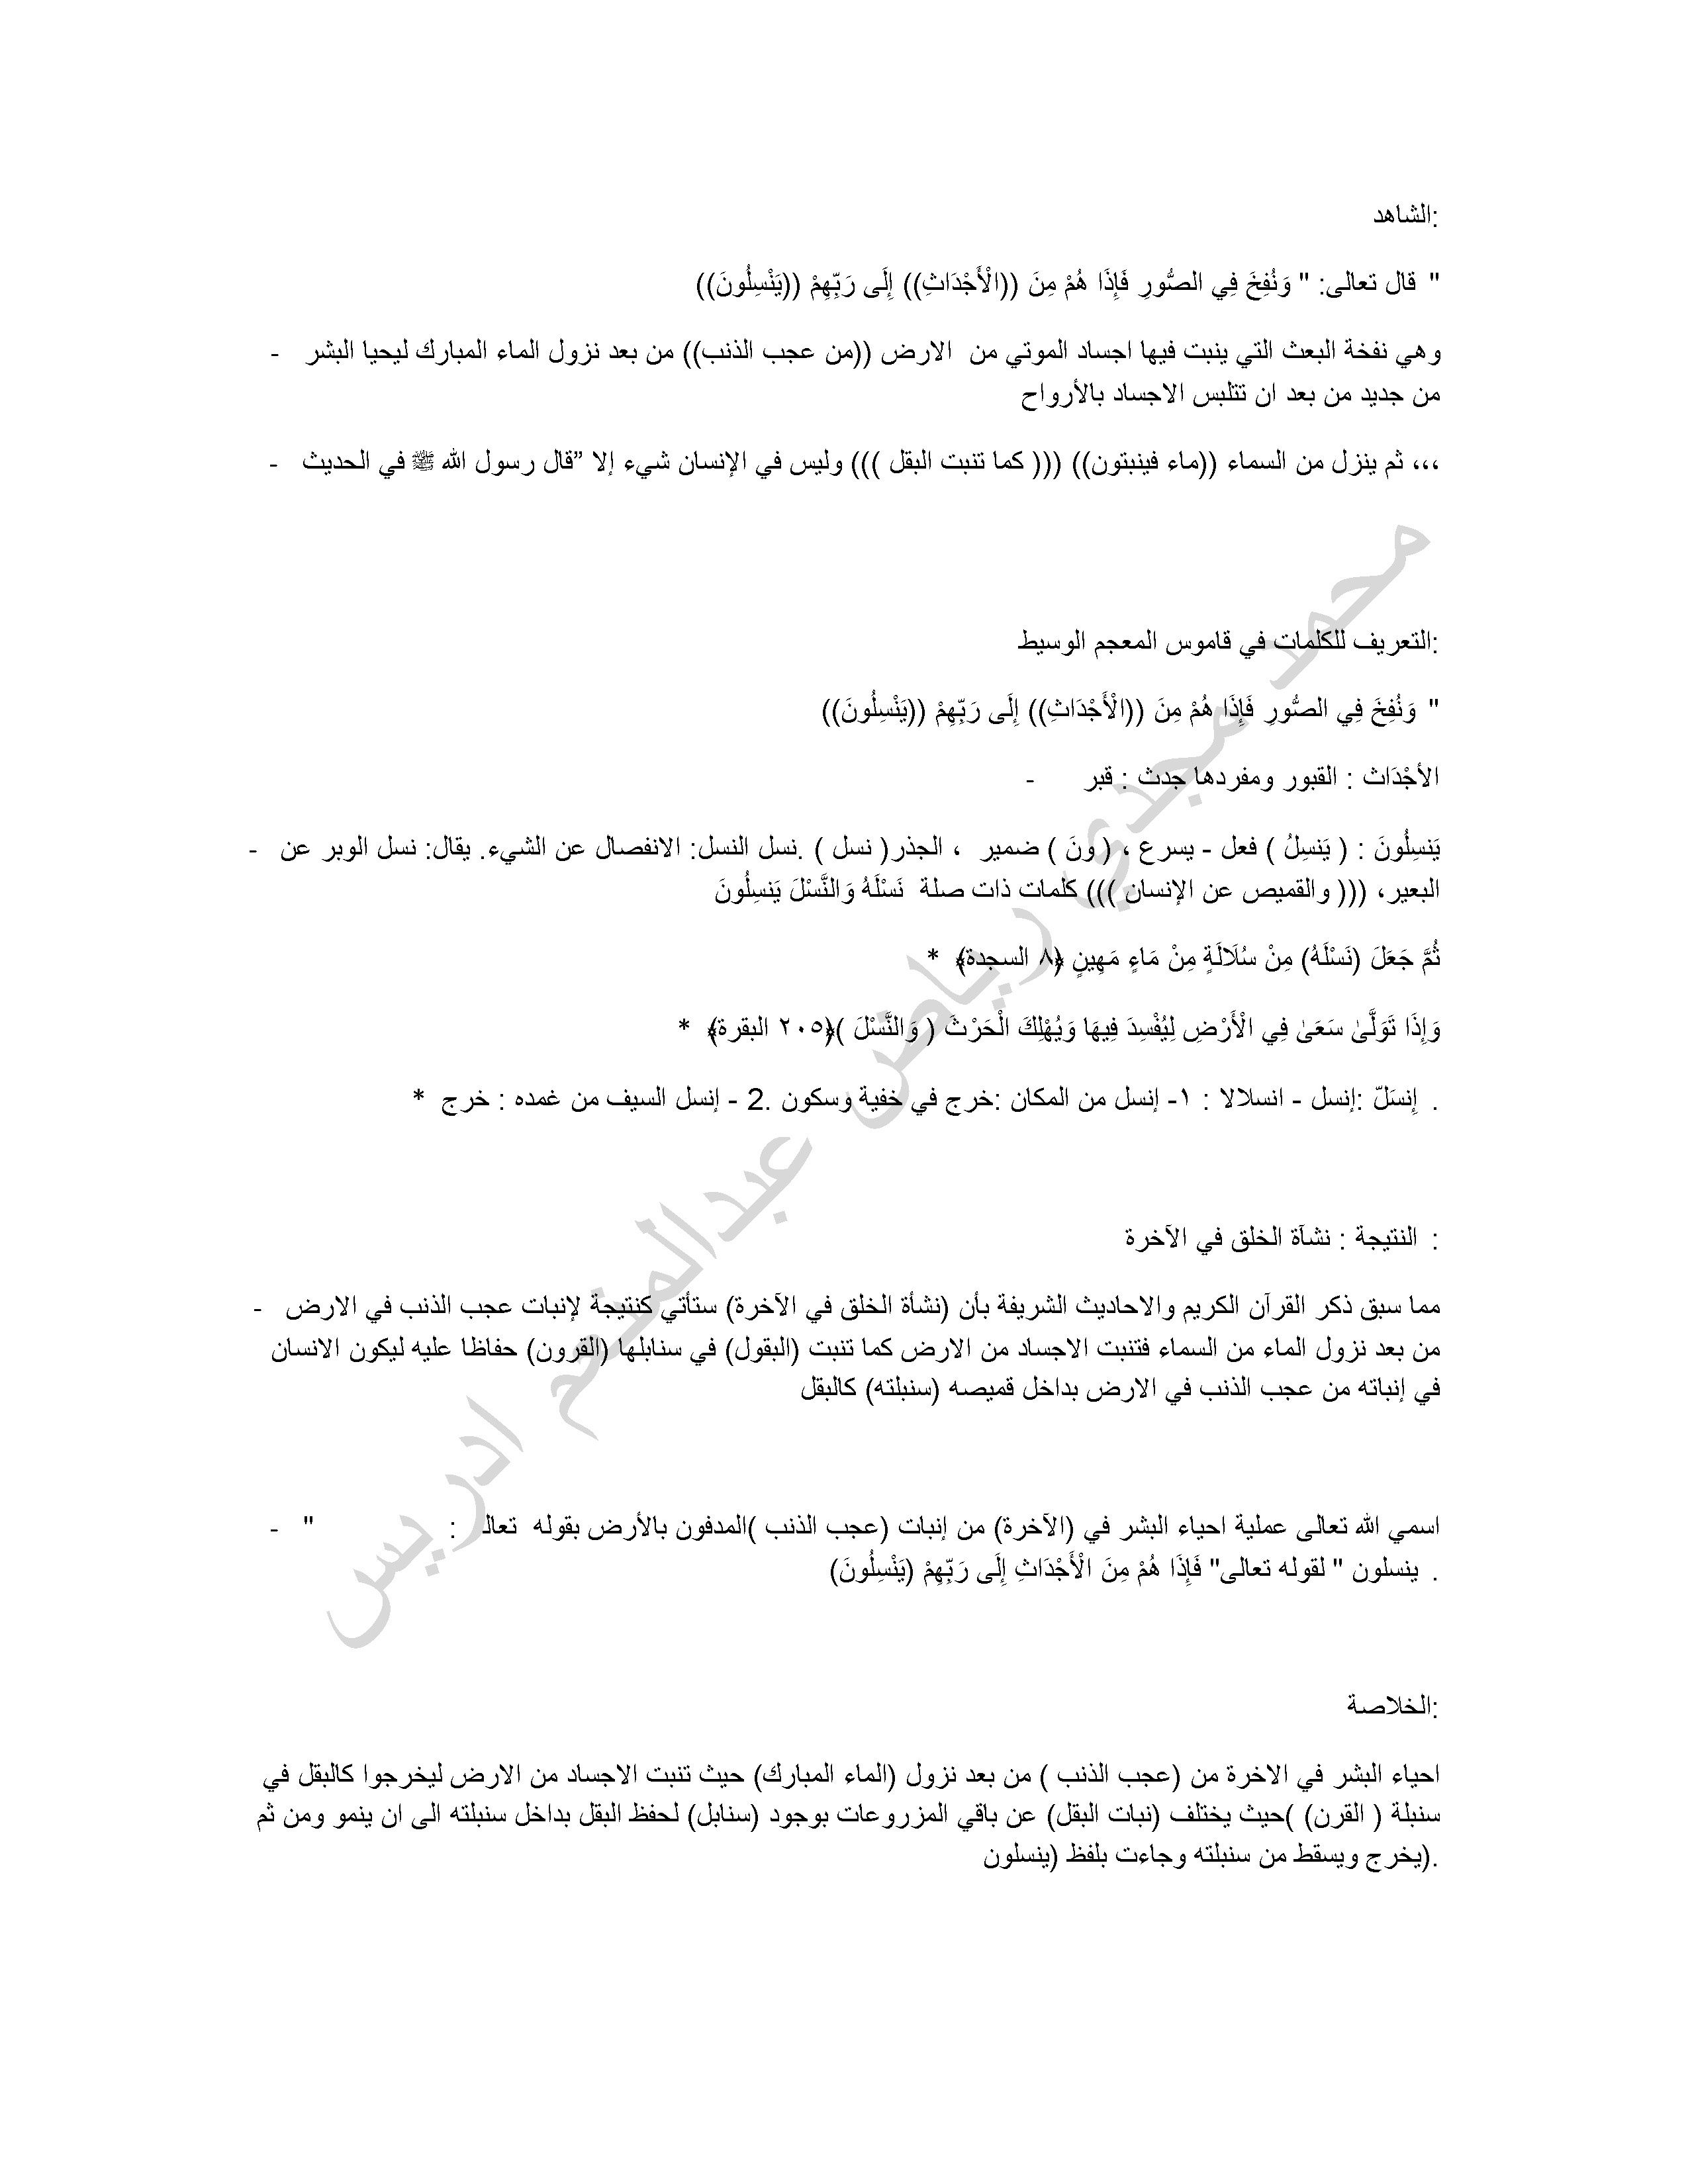 الشاهد:
" قال تعالى: " وَنُفِخَ فِي الصُّورِ فَإِذَا هُمْ مِنَ ((الْأَجْدَاثِ)) إِلَى رَبِّهِمْ ((يَنْسِلُونَ))
وهي نفخة البعث التي ينبت فيها اجساد الموتي من الارض ((من عجب الذنب)) من بعد نزول الماء المبارك ليحيا البشر -
من جديد من بعد ان تتلبس الاجساد بالأرواح
،،، ثم ينزل من السماء ((ماء فينبتون)) ((( كما تنبت البقل ))) وليس في الإنسان شيء إلا ”قال رسول الله ﷺ في الحديث -
التعريف للكلمات في قاموس المعجم الوسيط:
" وَنُفِخَ فِي الصُّورِ فَإِذَا هُمْ مِنَ ((الْأَجْدَاثِ)) إِلَى رَبِّهِمْ ((يَنْسِلُونَ))
الأجْدَاث : القبور ومفردها جدث : قبر -
يَنسِلُونَ : ( يَنسِلُ ) فعل - يسرع ، ( ونَ ) ضمير ، الجذر( نسل ) .نسل النسل: الانفصال عن الشيء. يقال: نسل الوبر عن -
البعير، ((( والقميص عن الإنسان ))) كلمات ذات صلة نَسْلَهُ وَالنَّسْلَ يَنسِلُونَ
ثُمَّ جَعَلَ (نَسْلَهُ) مِنْ سُلَالَةٍ مِنْ مَاءٍ مَهِينٍ ﴿٨ السجدة﴾ *
وَإِذَا تَوَلَّىٰ سَعَىٰ فِي الْأَرْضِ لِيُفْسِدَ فِيهَا وَيُهْلِكَ الْحَرْثَ ( وَالنَّسْلَ )﴿٢٠٥ البقرة﴾ *
. إِنسَلّ :إنسل - انسلالا : ١- إنسل من المكان :خرج في خفية وسكون .2 - إنسل السيف من غمده : خرج *
: النتيجة : نشآة الخلق في الآخرة
مما سبق ذكر القرآن الكريم والاحاديث الشريفة بأن (نشأة الخلق في الآخرة) ستأتي كنتيجة لإنبات عجب الذنب في الارض -
من بعد نزول الماء من السماء فتنبت الاجساد من الارض كما تنبت (البقول) في سنابلها (القرون) حفاظا عليه ليكون الانسان
في إنباته من عجب الذنب في الارض بداخل قميصه (سنبلته) كالبقل
اسمي الله تعالى عملية احياء البشر في (الآخرة) من إنبات (عجب الذنب )المدفون بالأرض بقوله تعالـ : " -
. ينسلون " لقوله تعالى" فَإِذَا هُمْ مِنَ الْأَجْدَاثِ إِلَى رَبِّهِمْ (يَنْسِلُونَ)
الخلاصة:
احياء البشر في الاخرة من (عجب الذنب ) من بعد نزول (الماء المبارك) حيث تنبت الاجساد من الارض ليخرجوا كالبقل في
سنبلة ( القرن) )حيث يختلف (نبات البقل) عن باقي المزروعات بوجود (سنابل) لحفظ البقل بداخل سنبلته الى ان ينمو ومن ثم
.(يخرج ويسقط من سنبلته وجاءت بلفظ (ينسلون
محمد مجدي رياض عبدالمنعم ادريس